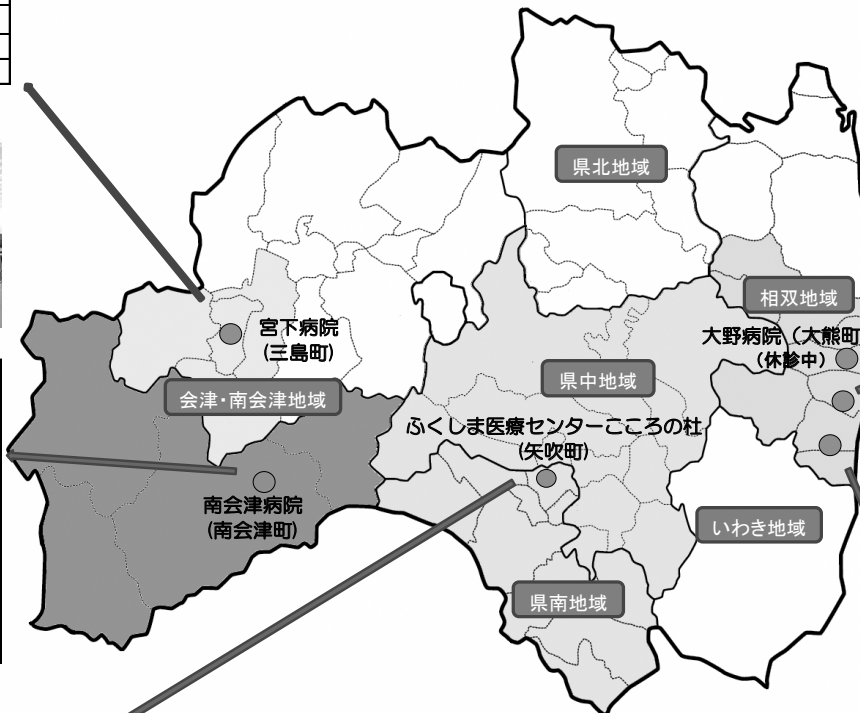 県北地域
相双地域
大野病院（大熊町
（休診中）
宮下病院
(三島町)
県中地域
会津・南会津地域
ふくしま医療センターこころの杜
(矢吹町)
南会津病院
(南会津町)
いわき地域
県南地域